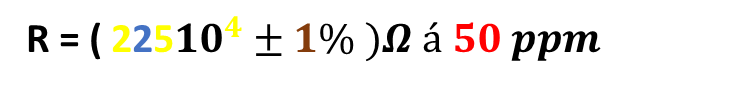 R = ( 22510⁴ ± 1% )Ω á 50 ppm